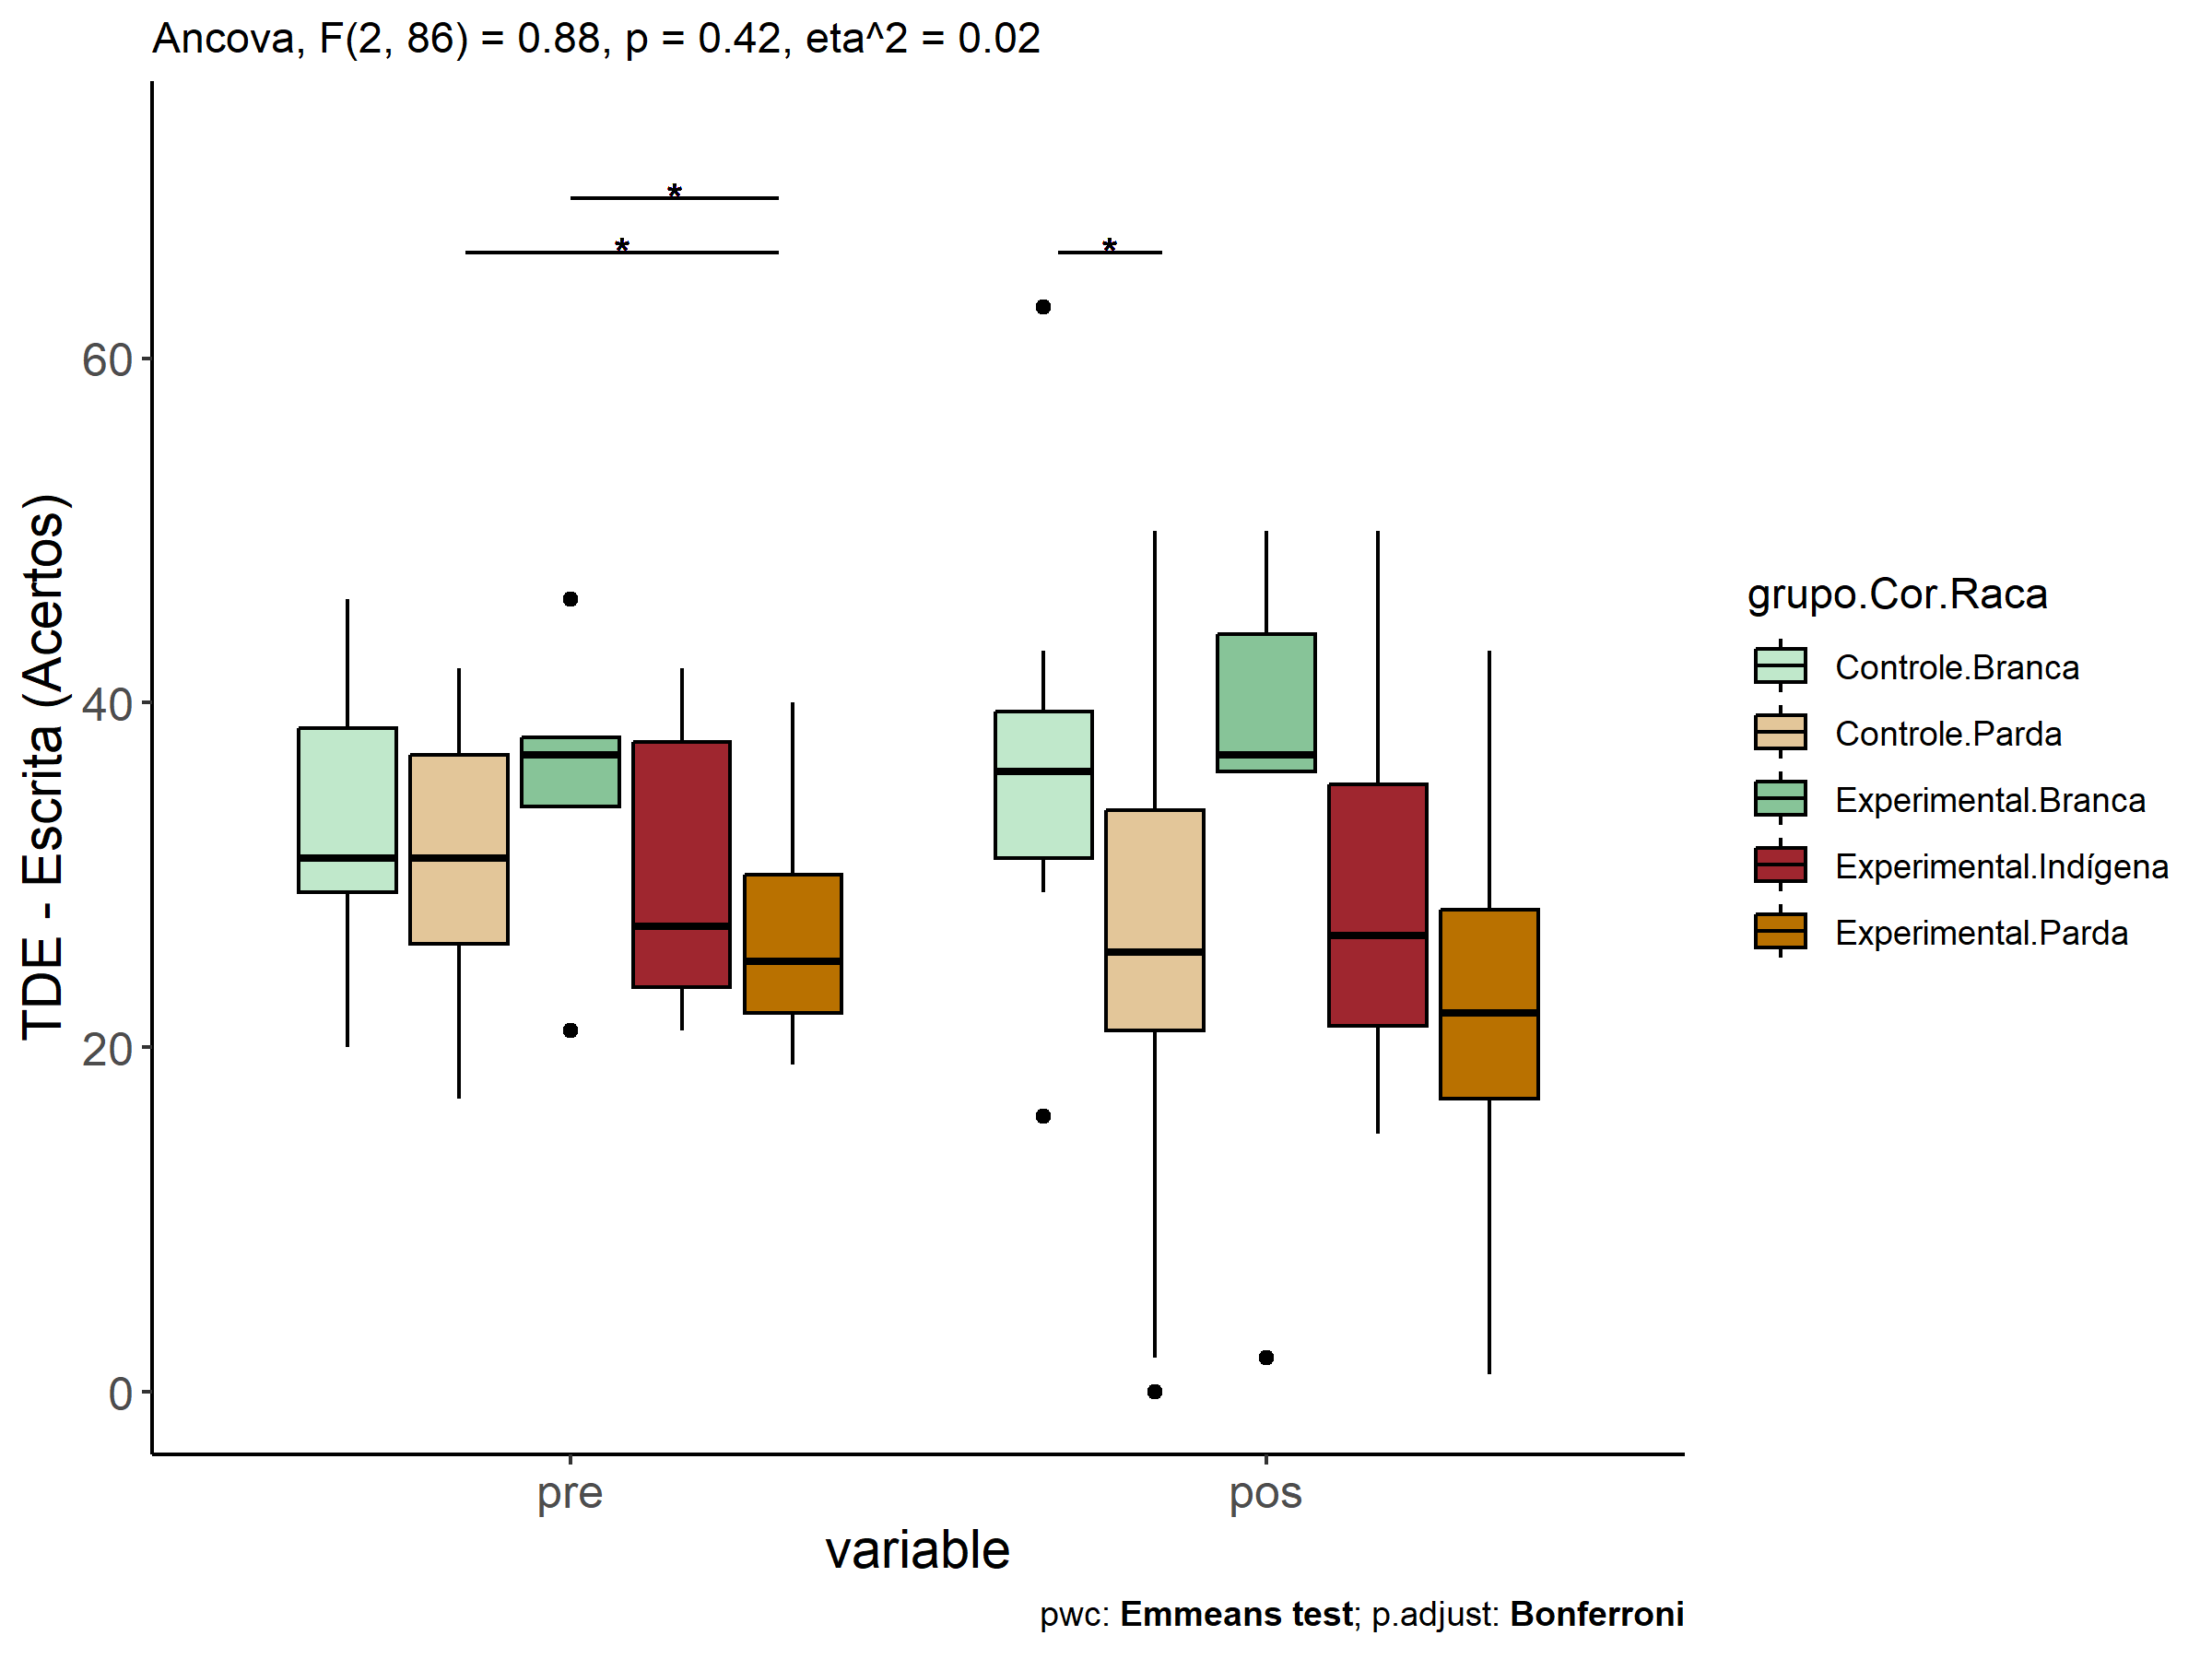 Ancova, F(2, 86) = 0.88, p = 0.42, eta^2 = 0.02
*
*
*
60
40
20
0
TDE - Escrita (Acertos)
pre
pos
variable
grupo.Cor.Raca
Controle.Branca
Controle.Parda
Experimental.Branca
Experimental.Indígena
Experimental.Parda
pwc: Emmeans test; p.adjust: Bonferroni